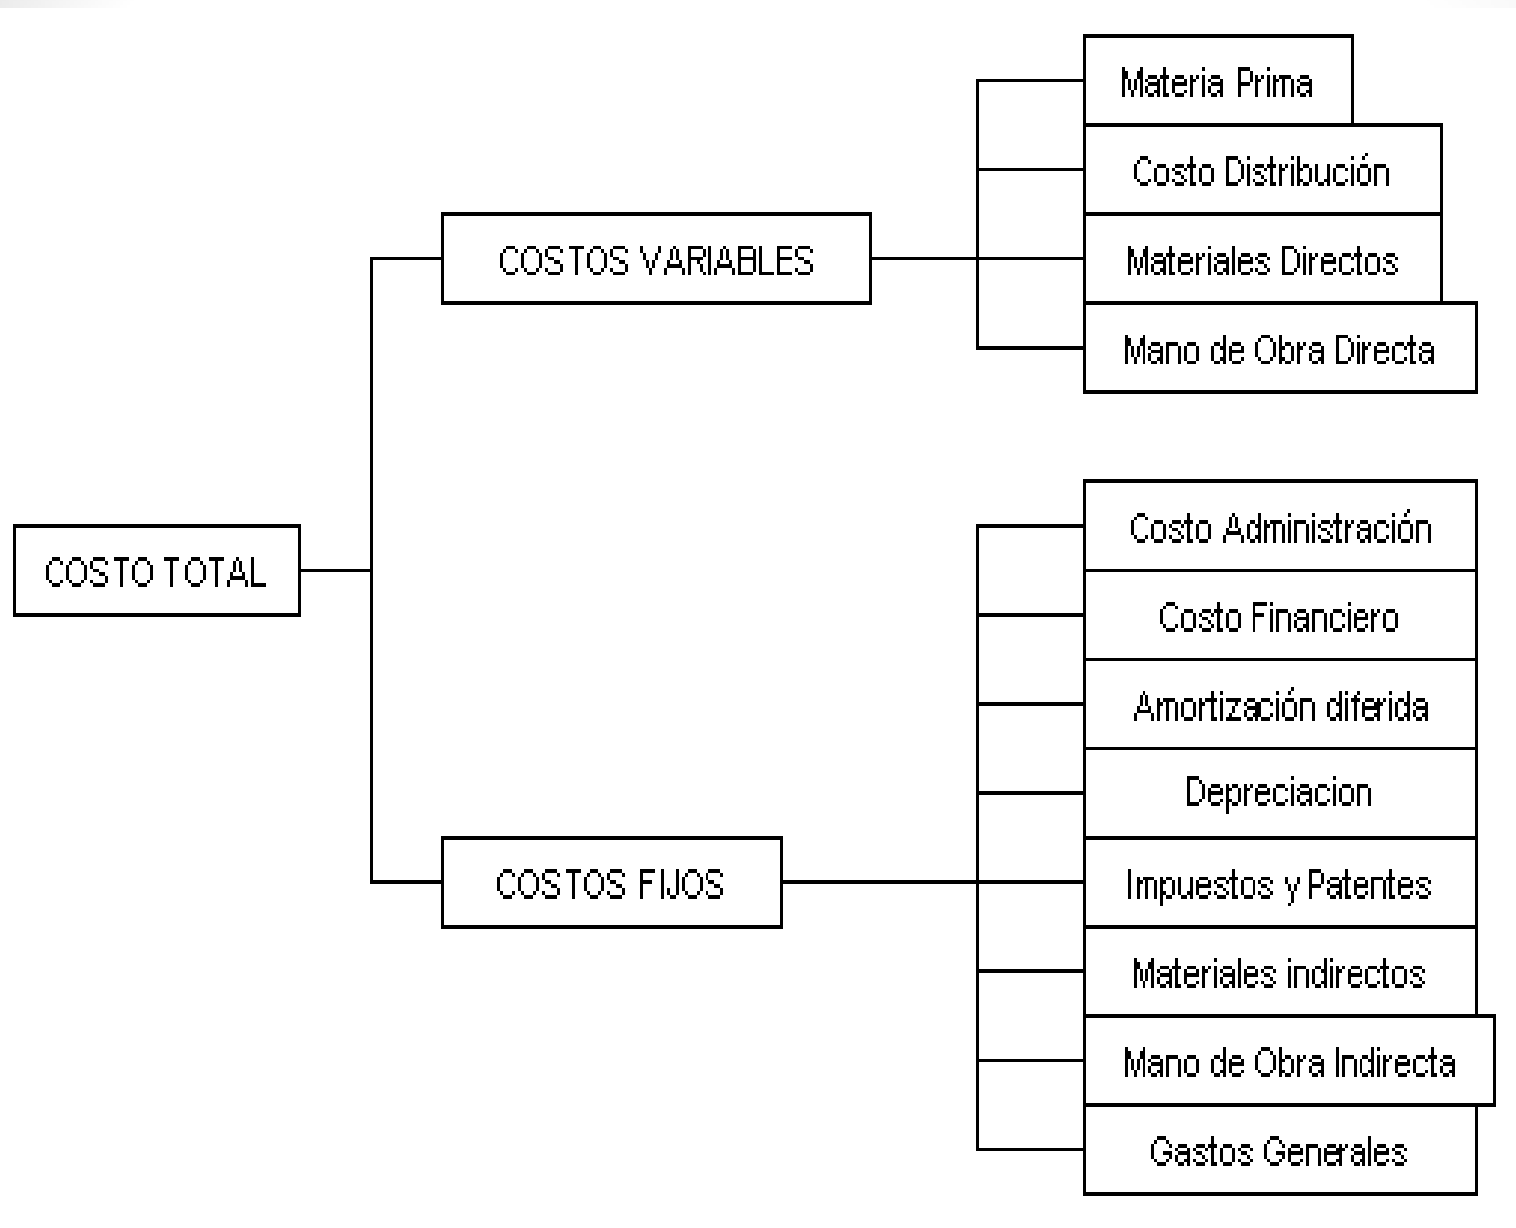 Materia Prima
Costo Distribución
COSTOS VARIABLES
Materiales Directos
Mano de Obra Directa
COSTO TOTAL
Costo Administración
Costo Financiero
Amortización diferida
Depreciacion
COSTOS FIJOS
Impuestos y Patentes
Materiales indirectos
Mano de Obra Indirecta
Gastos Generales